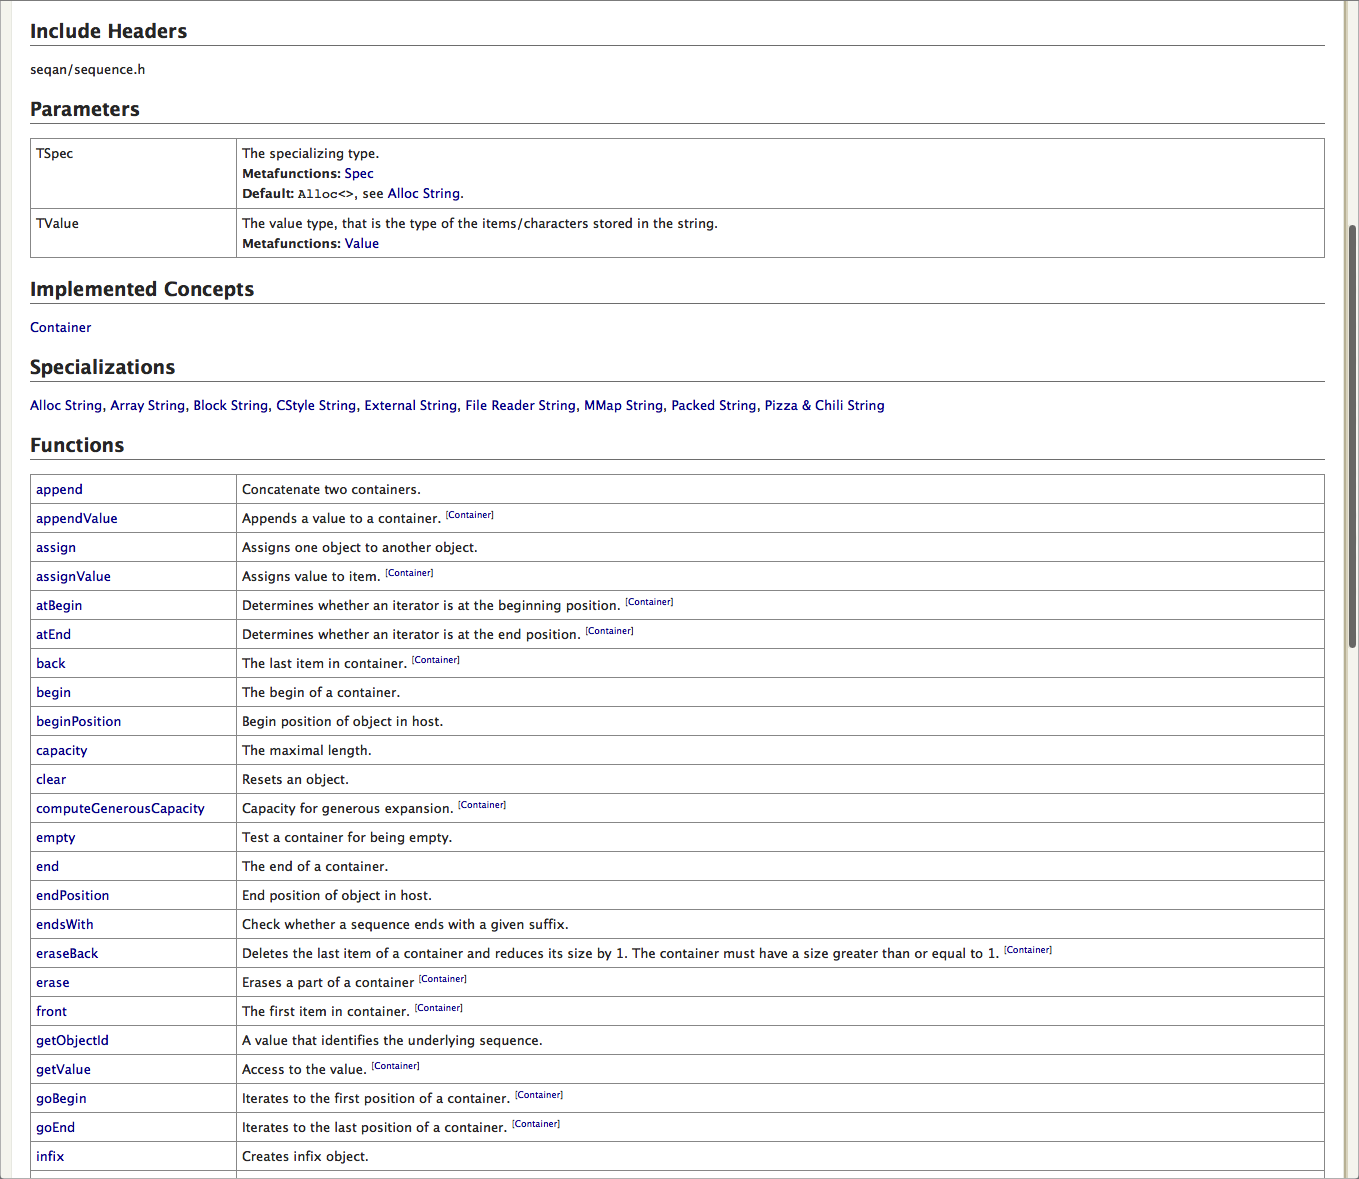 Include Headers
seqan/sequence.h
Parameters
TSpec The specializing type.
Metafunctions: Spec
Default: Alloc<>, see Alloc String.
TValue The value type, that is the type of the items/characters stored in the string.
Metafunctions: Value
Implemented Concepts
Container
Specializations
Alloc String, Array String, Block String, CStyle String, External String, File Reader String, MMap String, Packed String, Pizza & Chili String
Functions
append Concatenate two containers.
appendValue Appends a value to a container. [Container]
assign Assigns one object to another object.
assignValue Assigns value to item. [Container]
atBegin Determines whether an iterator is at the beginning position. [Container]
atEnd Determines whether an iterator is at the end position. [Container]
back The last item in container. [Container]
begin The begin of a container.
beginPosition Begin position of object in host.
capacity The maximal length.
clear Resets an object.
computeGenerousCapacity Capacity for generous expansion. [Container]
empty Test a container for being empty.
end The end of a container.
endPosition End position of object in host.
endsWith Check whether a sequence ends with a given suffix.
eraseBack Deletes the last item of a container and reduces its size by 1. The container must have a size greater than or equal to 1. [Container]
erase Erases a part of a container [Container]
front The first item in container. [Container]
getObjectId A value that identifies the underlying sequence.
getValue Access to the value. [Container]
goBegin Iterates to the first position of a container. [Container]
goEnd Iterates to the last position of a container. [Container]
infix Creates infix object.